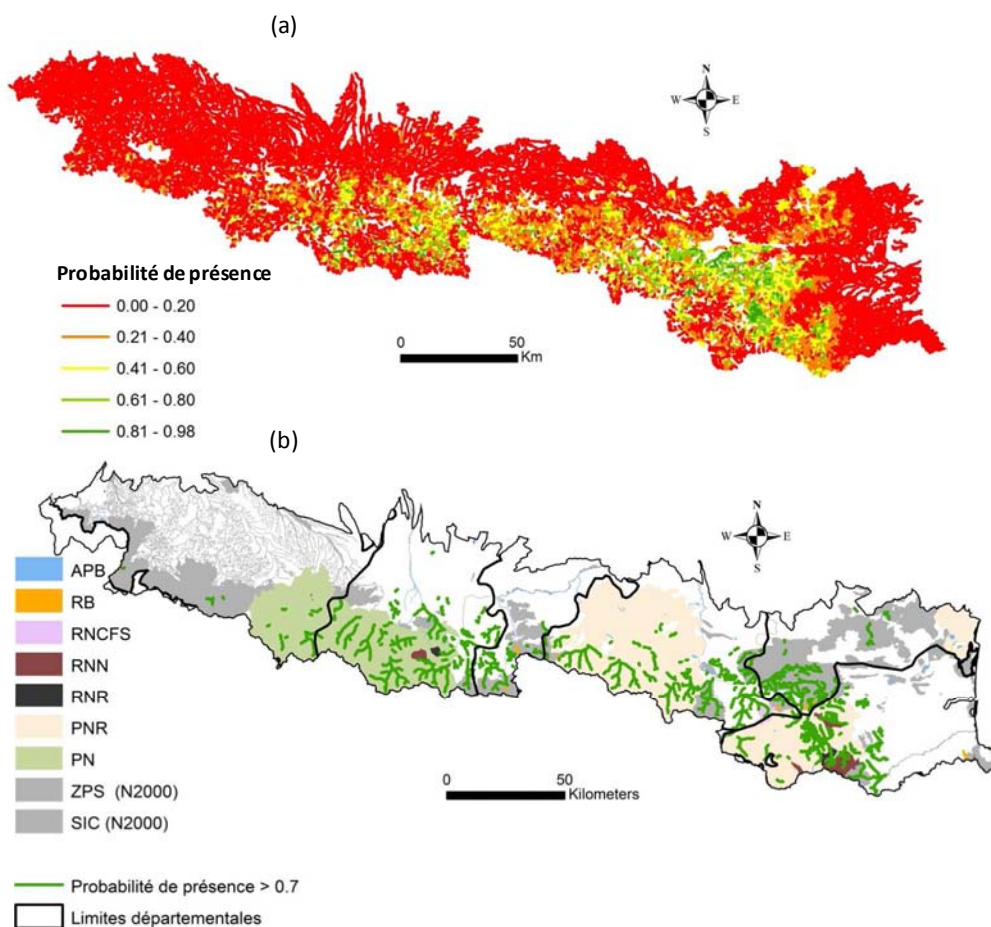 (a)
N
W E
S
Probabilité de présence
0.00 - 0.20
0.21 - 0.40
0.41 - 0.60
0.61 - 0.80
0.81 - 0.98
0 50
Km
(b)
N
W E
S
APB
RB
RNCFS
RNN
RNR
PNR
PN
ZPS (N2000)
SIC (N2000)
0 50
Kilometers
Probabilité de présence > 0.7
Limites départementales